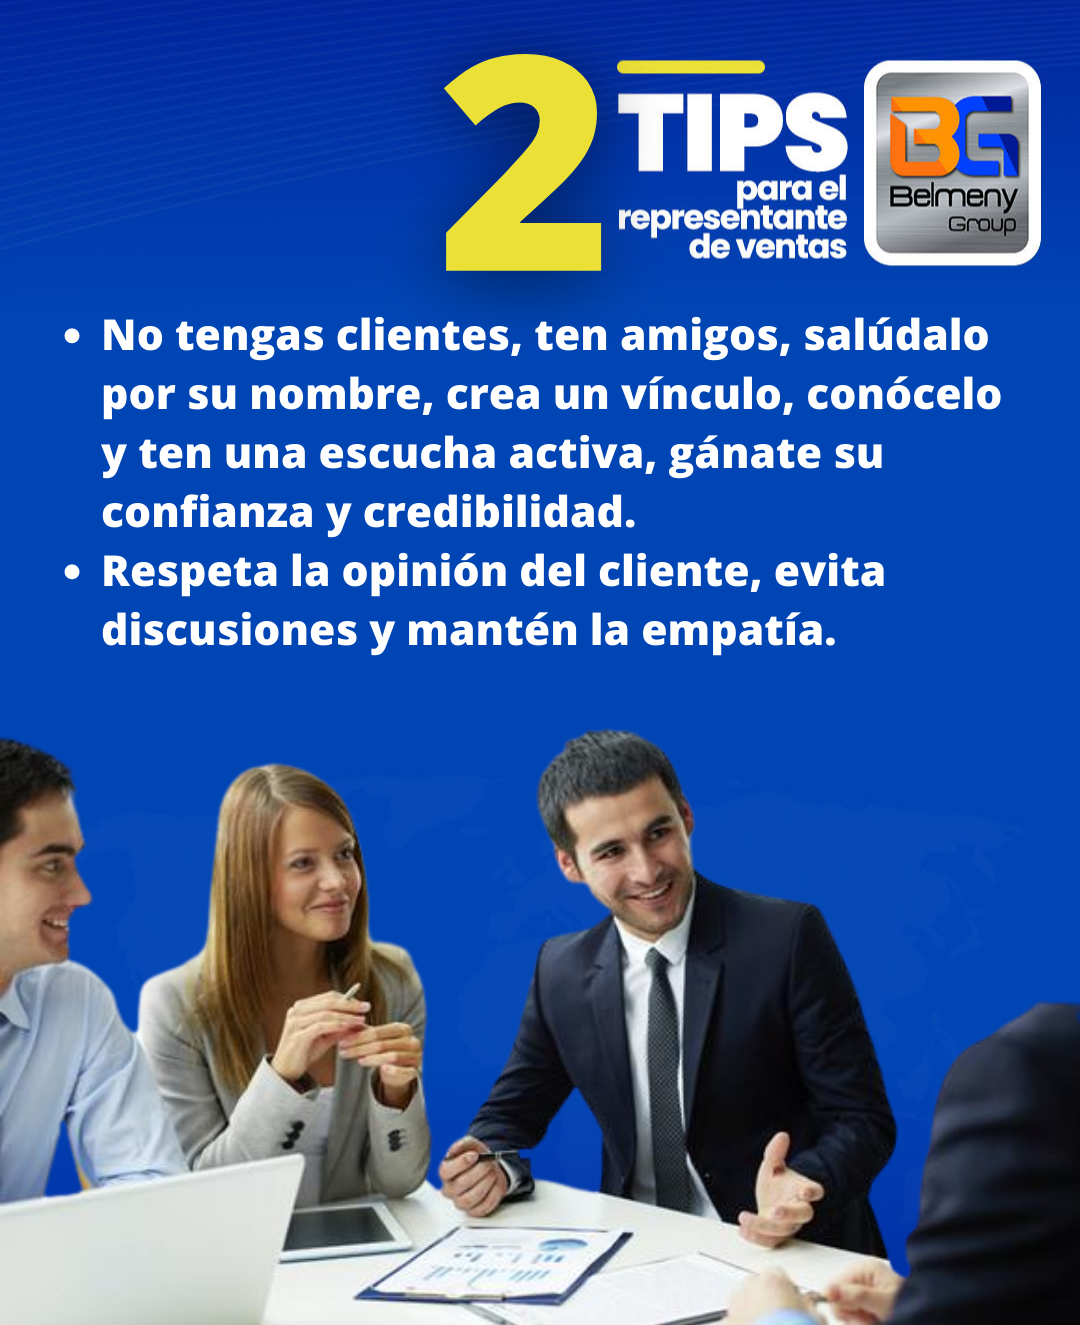 2 TIPS
para el
representante
de ventas
BG
Belmeny
Group
• No tengas clientes, ten amigos, salúdalo
por su nombre, crea un vínculo, conócelo
y ten una escucha activa, gánate su
confianza y credibilidad.
• Respeta la opinión del cliente, evita
discusiones y mantén la empatía.